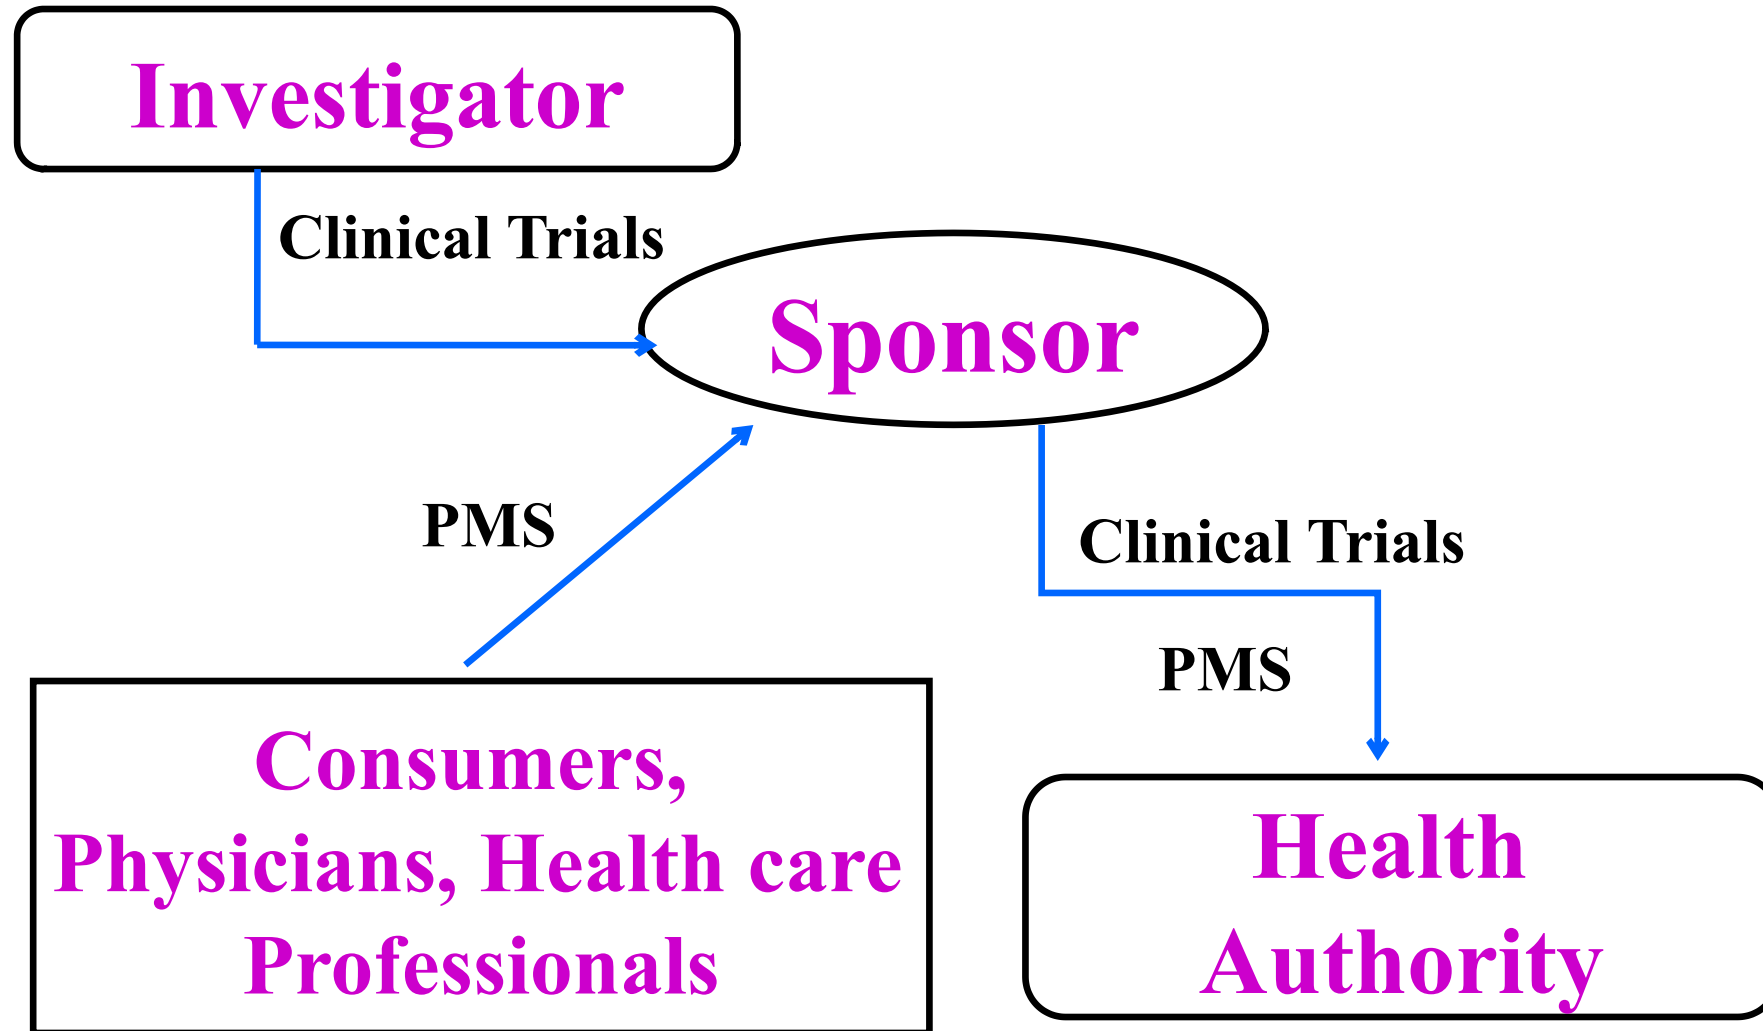 Investigator
Clinical Trials
Sponsor
PMS
Clinical Trials
PMS
Consumers,
Physicians, Health care
Professionals
Health
Authority